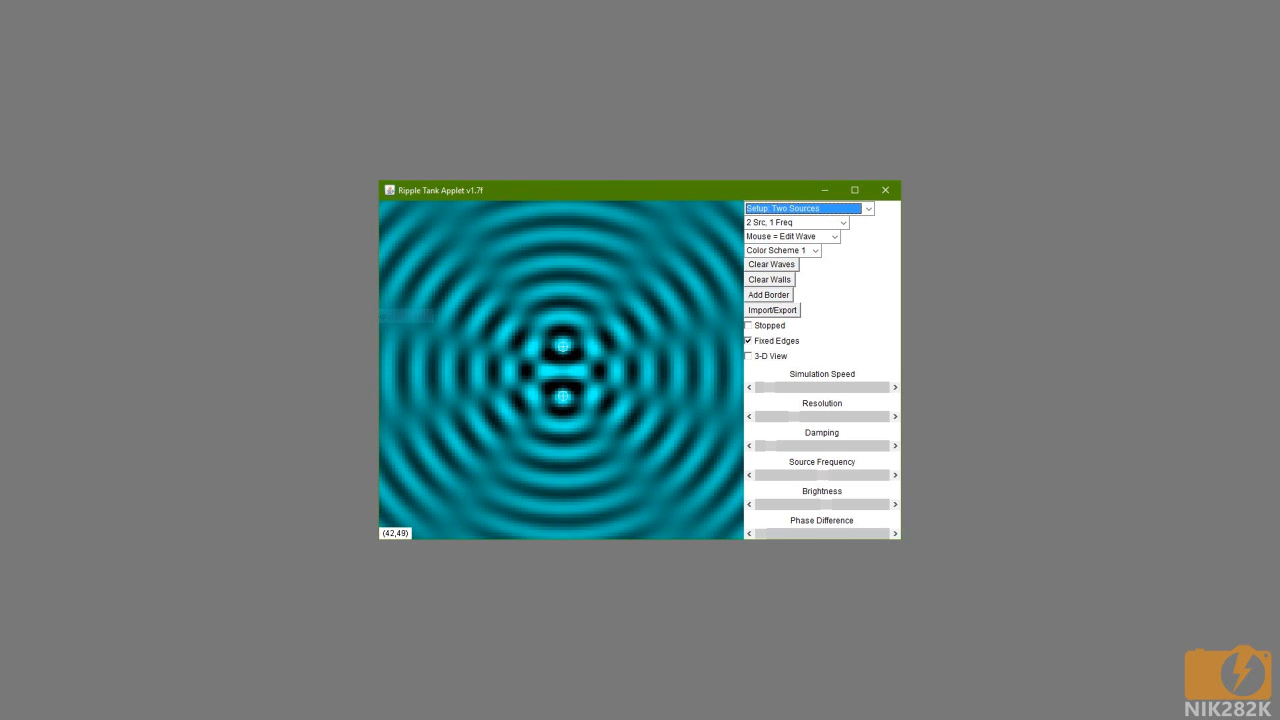 Ripple Tank Applet v1.7f
Setup: Two Sources
2 Src, 1 Freq
Mouse = Edit Wave
Color Scheme 1
Clear Waves
Clear Walls
Add Border
Import/Export
Stopped
Fixed Edges
3-D View
Simulation Speed
Resolution
Damping
Source Frequency
Brightness
Phase Difference
(42,49)
NIK282K